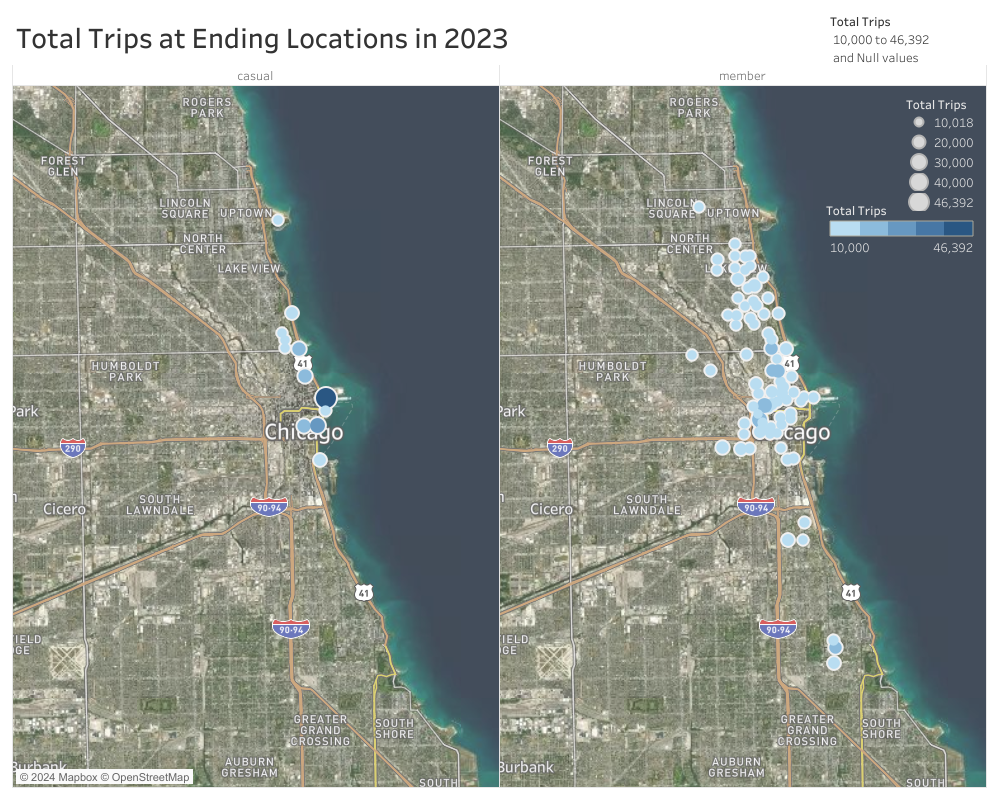 Total Trips at Ending Locations in 2023
Total Trips
10,000 to 46,392
and Null values
casual
member
ROGERS
PARK
FOREST
GLEN
LINCOLN
SQUARE
UPTOWN
NORTH
CENTER
LAKE VIEW
41
HUMBOLDT
PARK
Park
Chicago
290
Cicero
SOUTH
LAWNDALE
90-94
41
90-94
IELD
GE
GREATER
GRAND
CROSSING
SOUTH
SHORE
AUBURN
GRESHAM
Burbank
SOUTH
© 2024 Mapbox © OpenStreetMap
ROGERS
PARK
FOREST
GLEN
LINCOLN
SQUARE
UPTOWN
NORTH
CENTER
41
HUMBOLDT
PARK
Park
cago
290
Cicero
SOUTH
LAWNDALE
90-94
41
90-94
IELD
GE
GREATER
GRAND
CROSSING
SOUTH
SHORE
AUBURN
GRESHAM
Burbank
SOUTH
Total Trips
10,018
20,000
30,000
40,000
46,392
Total Trips
10,000
46,392